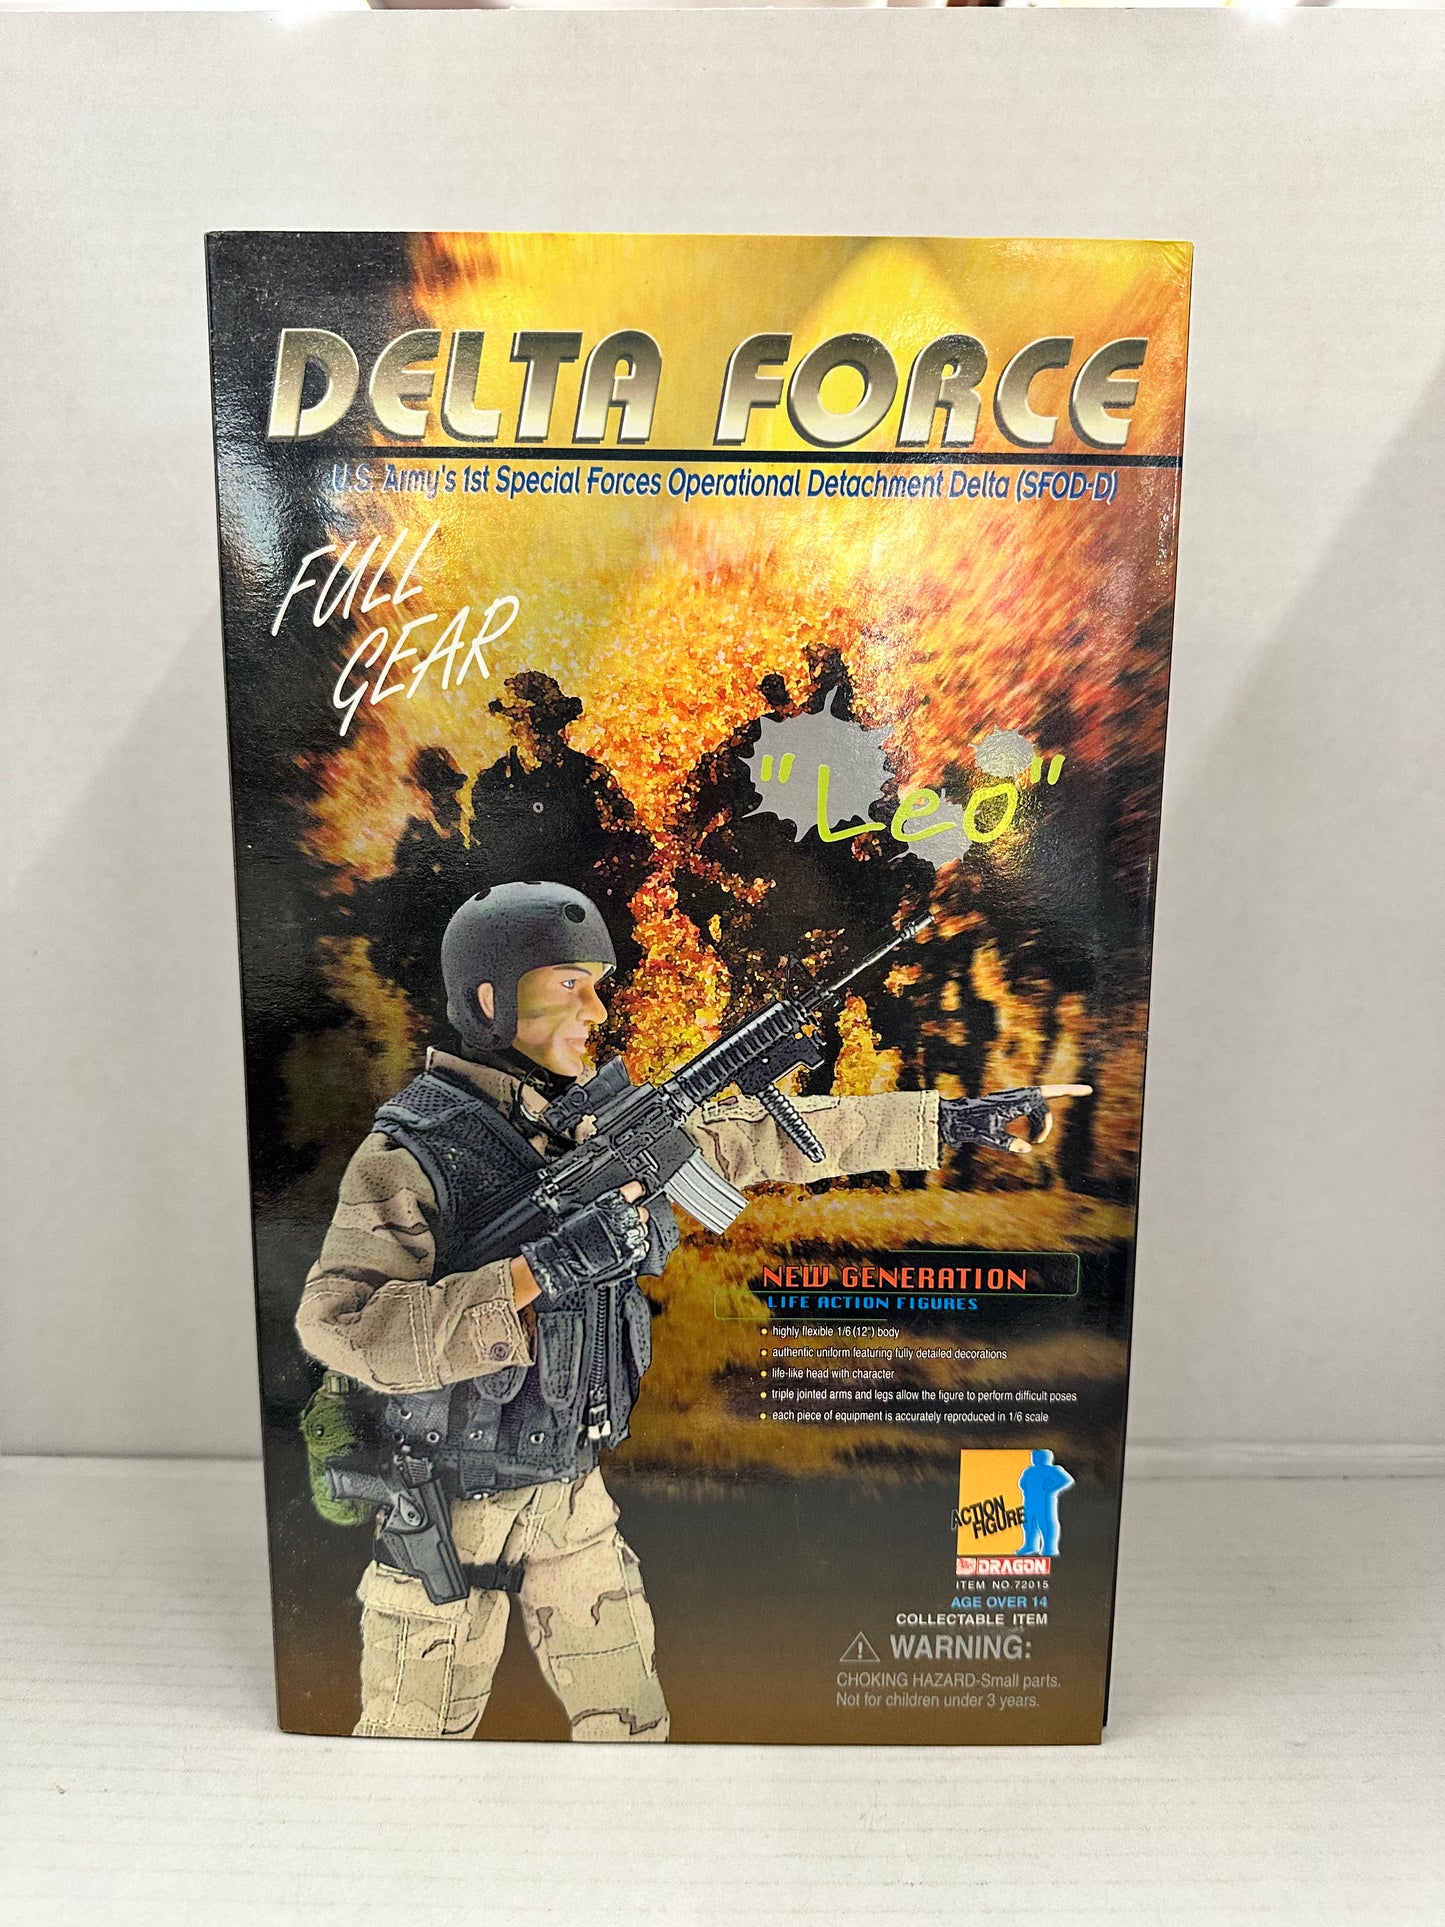 DELTA FORCE
U.S. Army's 1st Special Forces Operational Detachment Delta (SFOD-D)
FULL
GEAR
"Leo"
NEW GENERATION
LIFE ACTION FIGURES
• highly flexible 1/6 (12") body
• authentic uniform featuring fully detailed decorations
• life-like head with character
• triple jointed arms and legs allow the figure to perform difficult poses
• each piece of equipment is accurately reproduced in 1/6 scale
ACTION
FIGURE
DRAGON
ITEM NO.72015
AGE OVER 14
COLLECTABLE ITEM
WARNING:
CHOKING HAZARD-Small parts.
Not for children under 3 years.